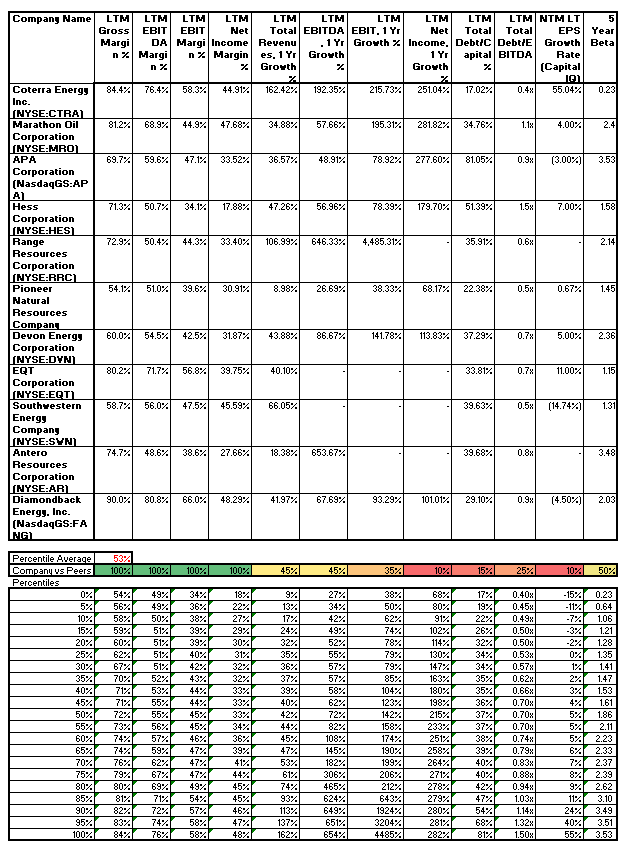 Company Name LTM Gross Margin % LTM EBITDA Margin % LTM EBIT Margin % LTM Net Income Margin % LTM Total Revenues, 1 Yr Growth % LTM EBITDA, 1 Yr Growth % LTM EBIT, 1 Yr Growth % LTM Net Income, 1 Yr Growth % LTM Total Debt/Capital % LTM Total Debt/EBITDA NTM LT EPS Growth Rate (Capital IQ) 5 Year Beta
Coterra Energy Inc. (NYSE:CTRA) 84.4% 76.4% 58.3% 44.91% 162.42% 192.35% 215.73% 251.04% 17.02% 0.4x 55.04% 0.23
Marathon Oil Corporation (NYSE:MRO) 81.2% 68.9% 44.9% 47.68% 34.88% 57.66% 195.31% 281.82% 34.76% 1.1x 4.00% 2.4
APA Corporation (NasdaqGS:APA) 69.7% 59.6% 47.1% 33.52% 36.57% 48.91% 78.92% 277.60% 81.05% 0.9x (3.00%) 3.53
Hess Corporation (NYSE:HES) 71.3% 50.7% 34.1% 17.88% 47.26% 56.96% 78.39% 179.70% 51.39% 1.5x 7.00% 1.58
Range Resources Corporation (NYSE:RRC) 72.9% 50.4% 44.3% 33.40% 106.99% 646.33% 4,485.31% - 35.91% 0.6x - 2.14
Pioneer Natural Resources Company 54.1% 51.0% 39.6% 30.91% 8.98% 26.69% 38.33% 68.17% 22.38% 0.5x 0.67% 1.45
Devon Energy Corporation (NYSE:DVN) 60.0% 54.5% 42.5% 31.87% 43.88% 86.67% 141.78% 113.83% 37.29% 0.7x 5.00% 2.36
EQT Corporation (NYSE:EQT) 80.2% 71.7% 56.8% 39.75% 40.10% - - - 33.81% 0.7x 11.00% 1.15
Southwestern Energy Company (NYSE:SWN) 58.7% 56.0% 47.5% 45.59% 66.05% - - - 39.63% 0.5x (14.74%) 1.31
Antero Resources Corporation (NYSE:AR) 74.7% 48.6% 38.6% 27.66% 18.38% 653.67% - - 39.68% 0.8x - 3.48
Diamondback Energy, Inc. (NasdaqGS:FANG) 90.0% 80.8% 66.0% 48.29% 41.97% 67.69% 93.29% 101.01% 29.10% 0.9x (4.50%) 2.03
Percentile Average 53%
Company vs Peers 100% 100% 100% 100% 45% 45% 35% 10% 15% 25% 10% 50%
Percentiles
0% 54% 49% 34% 18% 9% 27% 38% 68% 17% 0.40x -15% 0.23
5% 56% 49% 36% 22% 13% 34% 50% 80% 19% 0.45x -11% 0.64
10% 58% 50% 38% 27% 17% 42% 62% 91% 22% 0.49x -7% 1.06
15% 59% 51% 39% 29% 24% 49% 74% 102% 26% 0.50x -3% 1.21
20% 60% 51% 39% 30% 32% 52% 78% 114% 32% 0.50x -2% 1.28
25% 62% 51% 40% 31% 35% 55% 79% 130% 34% 0.53x 0% 1.35
30% 67% 51% 42% 32% 36% 57% 79% 147% 34% 0.57x 1% 1.41
35% 70% 52% 43% 32% 37% 57% 85% 163% 35% 0.62x 2% 1.47
40% 71% 53% 44% 33% 39% 58% 104% 180% 35% 0.66x 3% 1.53
45% 71% 55% 44% 33% 40% 62% 123% 198% 36% 0.70x 4% 1.61
50% 72% 55% 45% 33% 42% 72% 142% 215% 37% 0.70x 5% 1.86
55% 73% 56% 45% 34% 44% 82% 158% 233% 37% 0.70x 5% 2.11
60% 74% 57% 46% 36% 45% 108% 174% 251% 38% 0.74x 5% 2.23
65% 74% 59% 47% 39% 47% 145% 190% 258% 39% 0.79x 6% 2.33
70% 76% 62% 47% 41% 53% 182% 199% 264% 40% 0.83x 7% 2.37
75% 79% 67% 47% 44% 61% 306% 206% 271% 40% 0.88x 8% 2.39
80% 80% 69% 49% 45% 74% 465% 212% 278% 42% 0.94x 9% 2.62
85% 81% 71% 54% 45% 93% 624% 643% 279% 47% 1.03x 11% 3.10
90% 82% 72% 57% 46% 113% 649% 1924% 280% 54% 1.14x 24% 3.49
95% 83% 74% 58% 47% 137% 651% 3204% 281% 68% 1.32x 40% 3.51
100% 84% 76% 58% 48% 162% 654% 4485% 282% 81% 1.50x 55% 3.53